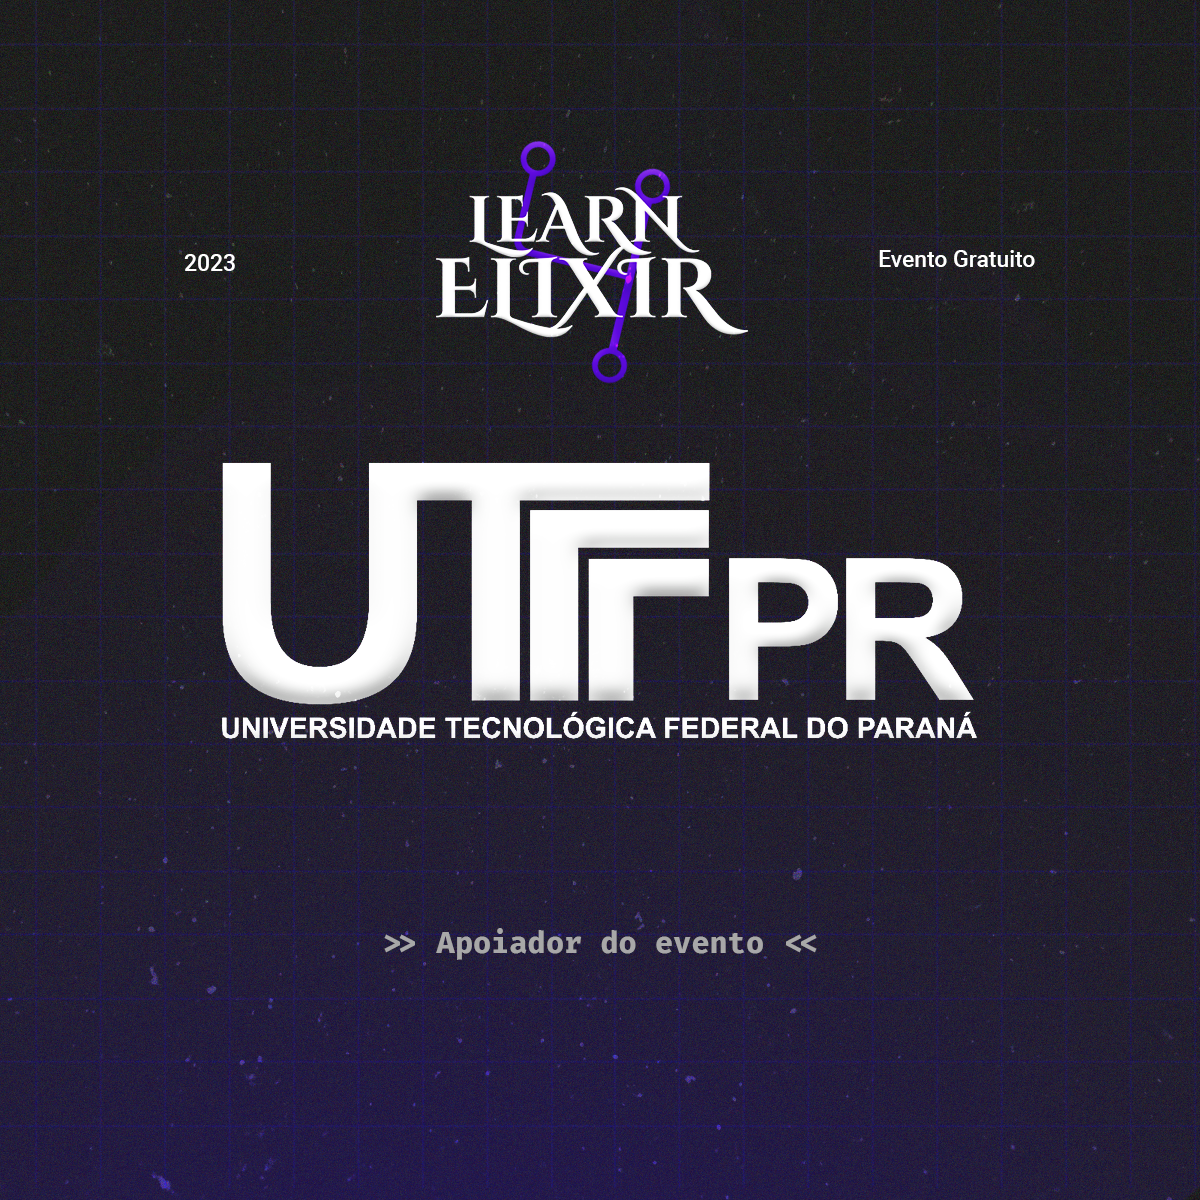 2023
LEARN
ELIXIR
Evento Gratuito
UTFPR
UNIVERSIDADE TECNOLÓGICA FEDERAL DO PARANÁ
>> Apoiador do evento <<